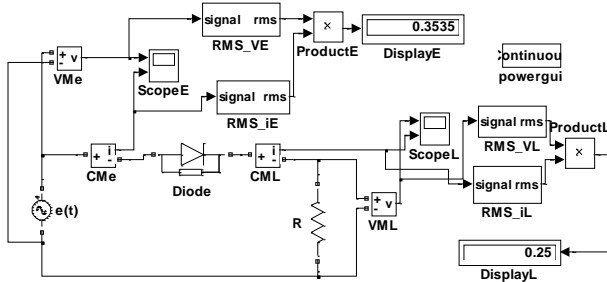 signal rms
RMS_VE
×
ProductE
0.3535
DisplayE
Continuou
powergui
+
-
v
VMe
ScopeE
signal rms
RMS_iE
ScopeL
signal rms
RMS_VL
ProductL
×
+
-
i
CMe
Diode
+
-
i
CML
signal rms
RMS_iL
e(t)
R
+
-
v
VML
0.25
DisplayL